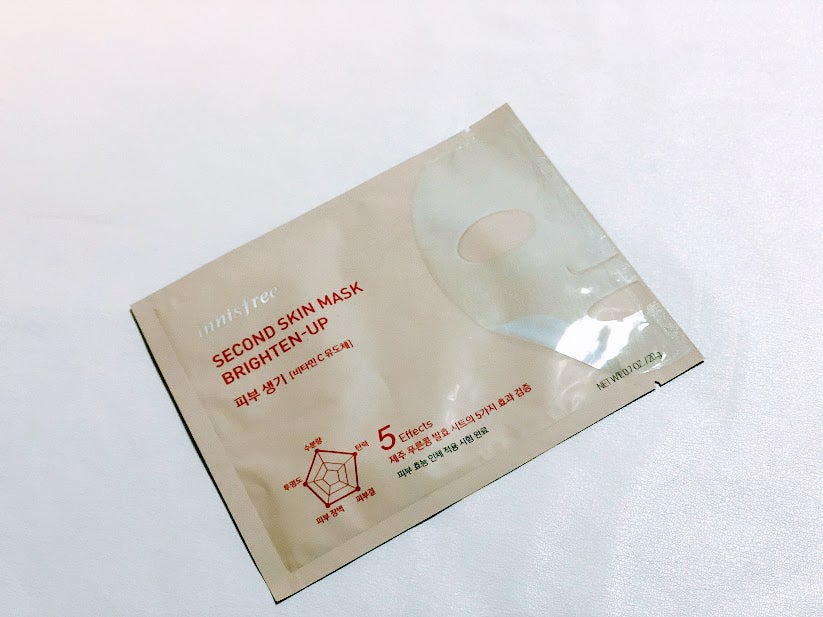 innisfree
SECOND SKIN MASK
BRIGHTEN-UP
피부 생기 [비타민 C 유도체]
5 Effects
제주 푸른콩 발효 시트의 5가지 효과 검증
피부 효능 인체 적용 시험 완료
수분량
탄력
투명도
피부결
피부 장벽
NET WT. 0.7 OZ. /20 g